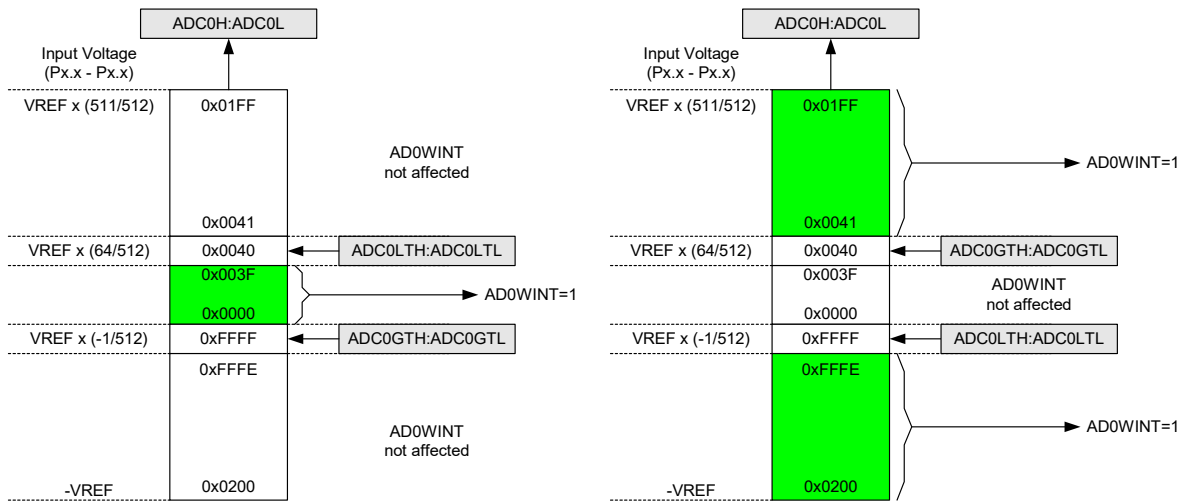 ADC0H:ADC0L
Input Voltage
(Px.x - Px.x)
VREF x (511/512)
0x01FF
AD0WINT
not affected
0x0041
VREF x (64/512)
0x0040
ADC0LTH:ADC0LTL
0x003F
AD0WINT=1
0x0000
VREF x (-1/512)
0xFFFF
ADC0GTH:ADC0GTL
0xFFFE
AD0WINT
not affected
-VREF
0x0200
ADC0H:ADC0L
Input Voltage
(Px.x - Px.x)
VREF x (511/512)
0x01FF
AD0WINT=1
0x0041
VREF x (64/512)
0x0040
ADC0GTH:ADC0GTL
0x003F
AD0WINT
not affected
0x0000
VREF x (-1/512)
0xFFFF
ADC0LTH:ADC0LTL
0xFFFE
AD0WINT=1
-VREF
0x0200